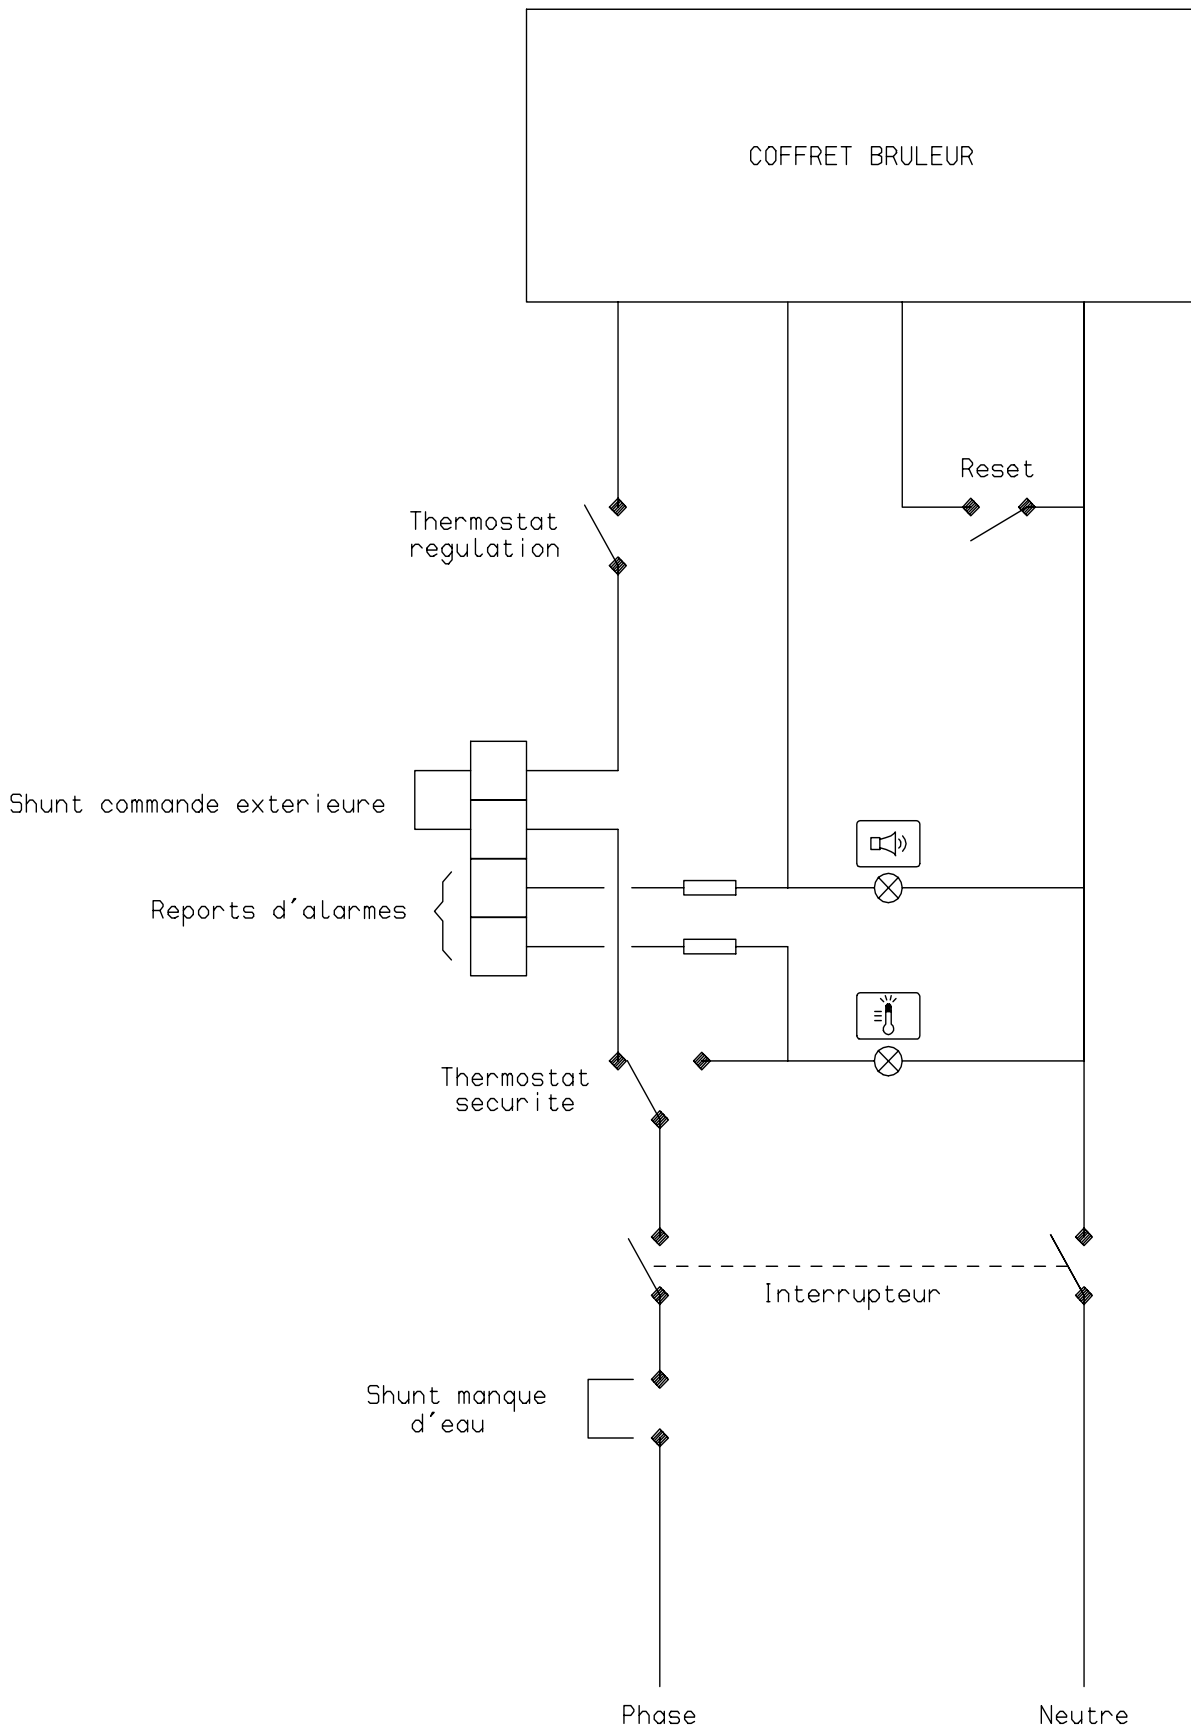 COFFRET BRULEUR
Reset
Thermostat
regulation
Shunt commande exterieure
Reports d'alarmes
Thermostat
securite
Interrupteur
Shunt manque
d'eau
Phase
Neutre